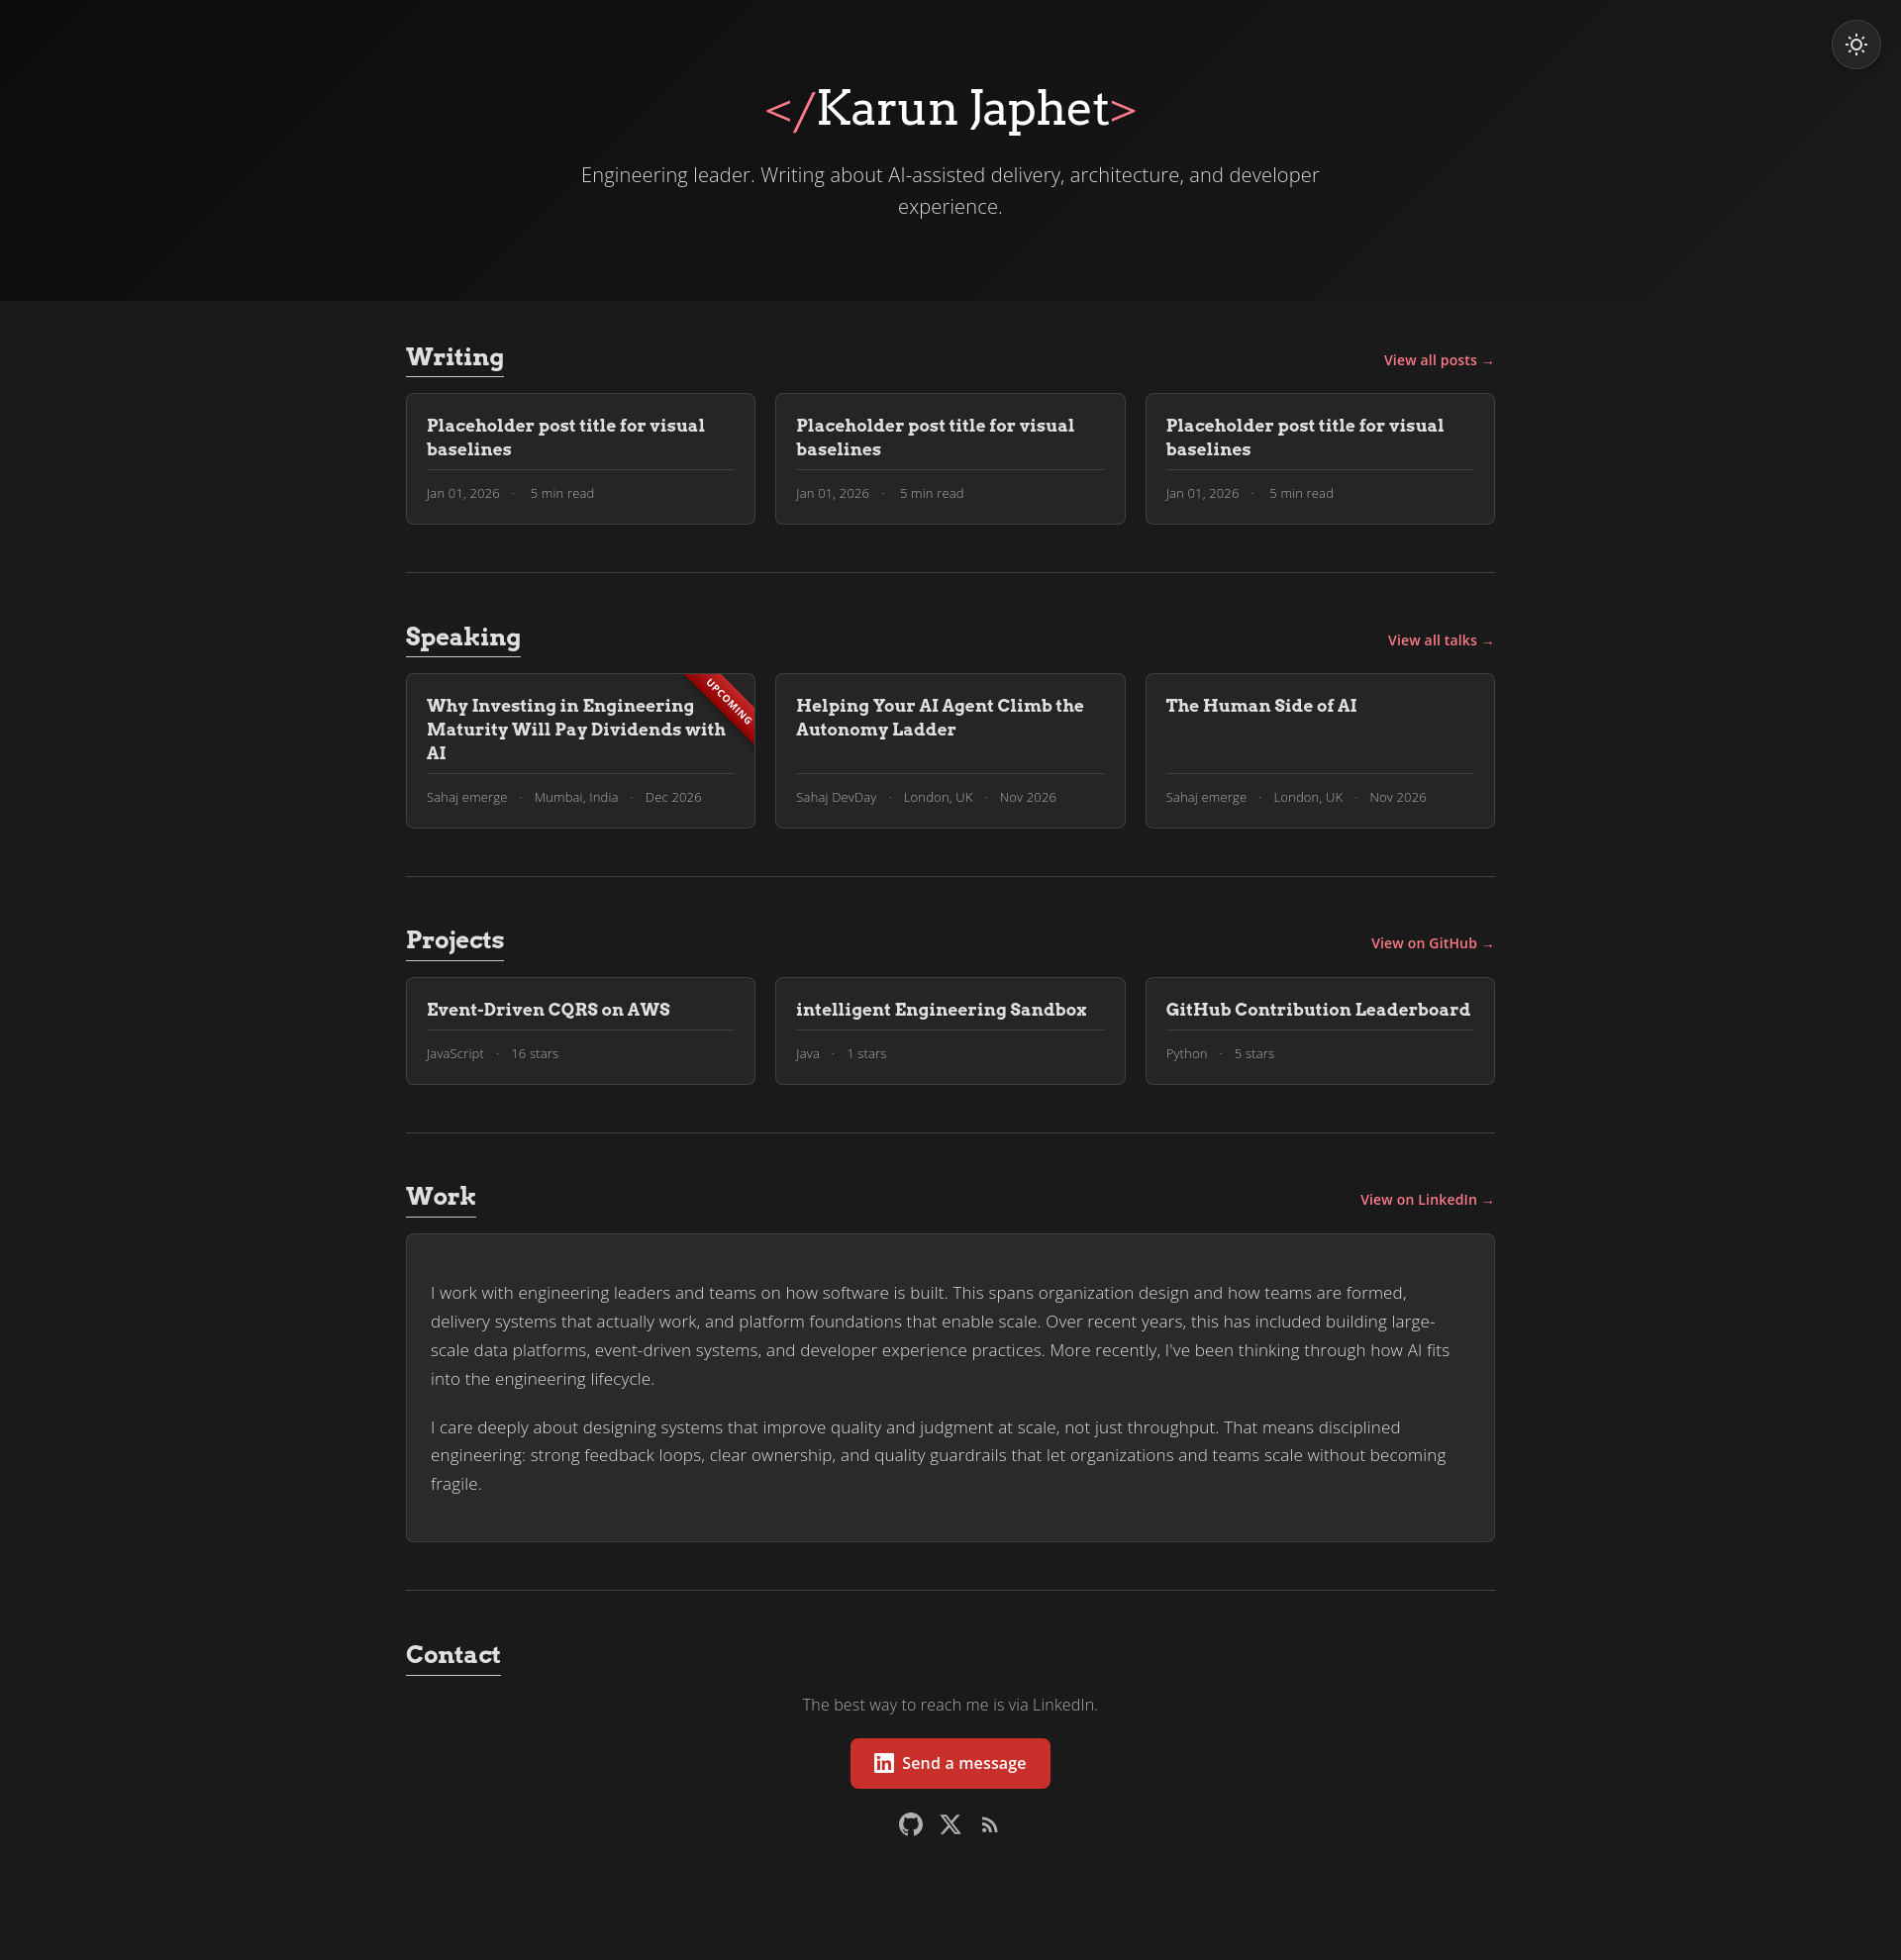 </Karun Japhet>
Engineering leader. Writing about AI-assisted delivery, architecture, and developer
experience.
Writing
View all posts →
Placeholder post title for visual
baselines
Jan 01, 2026 · 5 min read
Placeholder post title for visual
baselines
Jan 01, 2026 · 5 min read
Placeholder post title for visual
baselines
Jan 01, 2026 · 5 min read
Speaking
View all talks →
UPCOMING
Why Investing in Engineering
Maturity Will Pay Dividends with
AI
Sahaj emerge · Mumbai, India · Dec 2026
Helping Your AI Agent Climb the
Autonomy Ladder
Sahaj DevDay · London, UK · Nov 2026
The Human Side of AI
Sahaj emerge · London, UK · Nov 2026
Projects
View on GitHub →
Event-Driven CQRS on AWS
JavaScript · 16 stars
intelligent Engineering Sandbox
Java · 1 stars
GitHub Contribution Leaderboard
Python · 5 stars
Work
View on LinkedIn →
I work with engineering leaders and teams on how software is built. This spans organization design and how teams are formed,
delivery systems that actually work, and platform foundations that enable scale. Over recent years, this has included building large-
scale data platforms, event-driven systems, and developer experience practices. More recently, I've been thinking through how AI fits
into the engineering lifecycle.
I care deeply about designing systems that improve quality and judgment at scale, not just throughput. That means disciplined
engineering: strong feedback loops, clear ownership, and quality guardrails that let organizations and teams scale without becoming
fragile.
Contact
The best way to reach me is via LinkedIn.
Send a message